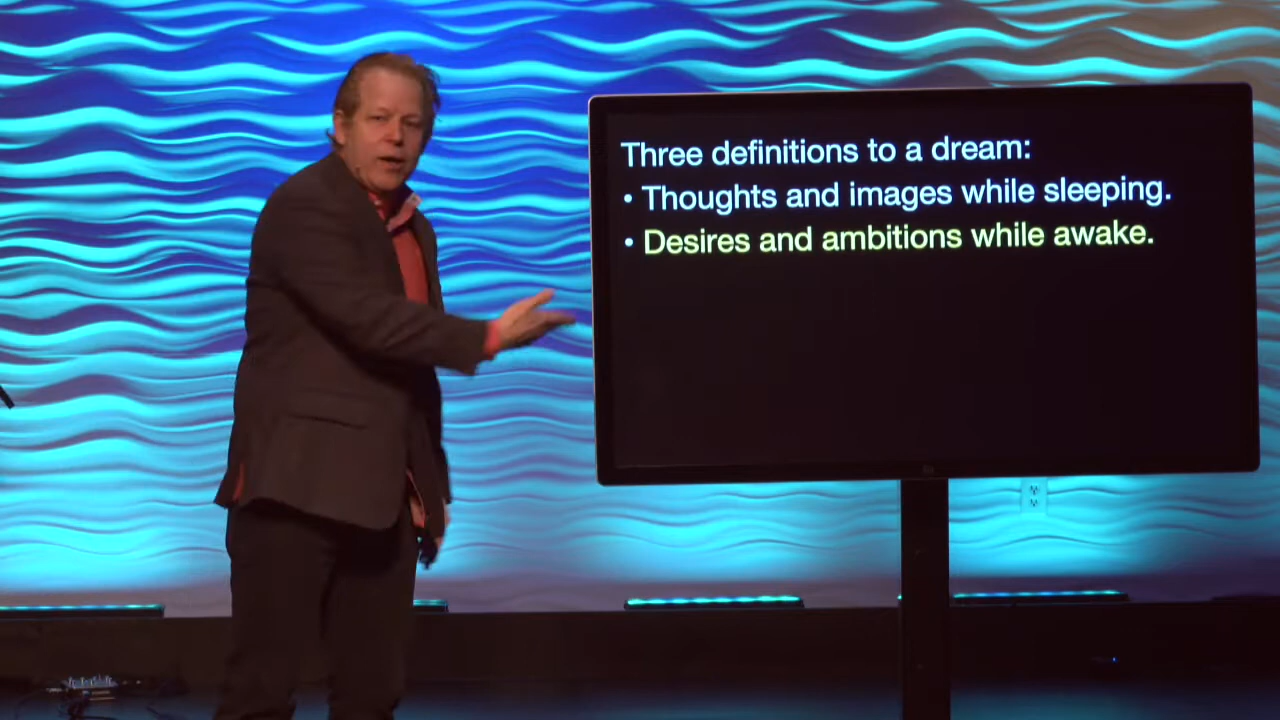 Three definitions to a dream:
• Thoughts and images while sleeping.
• Desires and ambitions while awake.